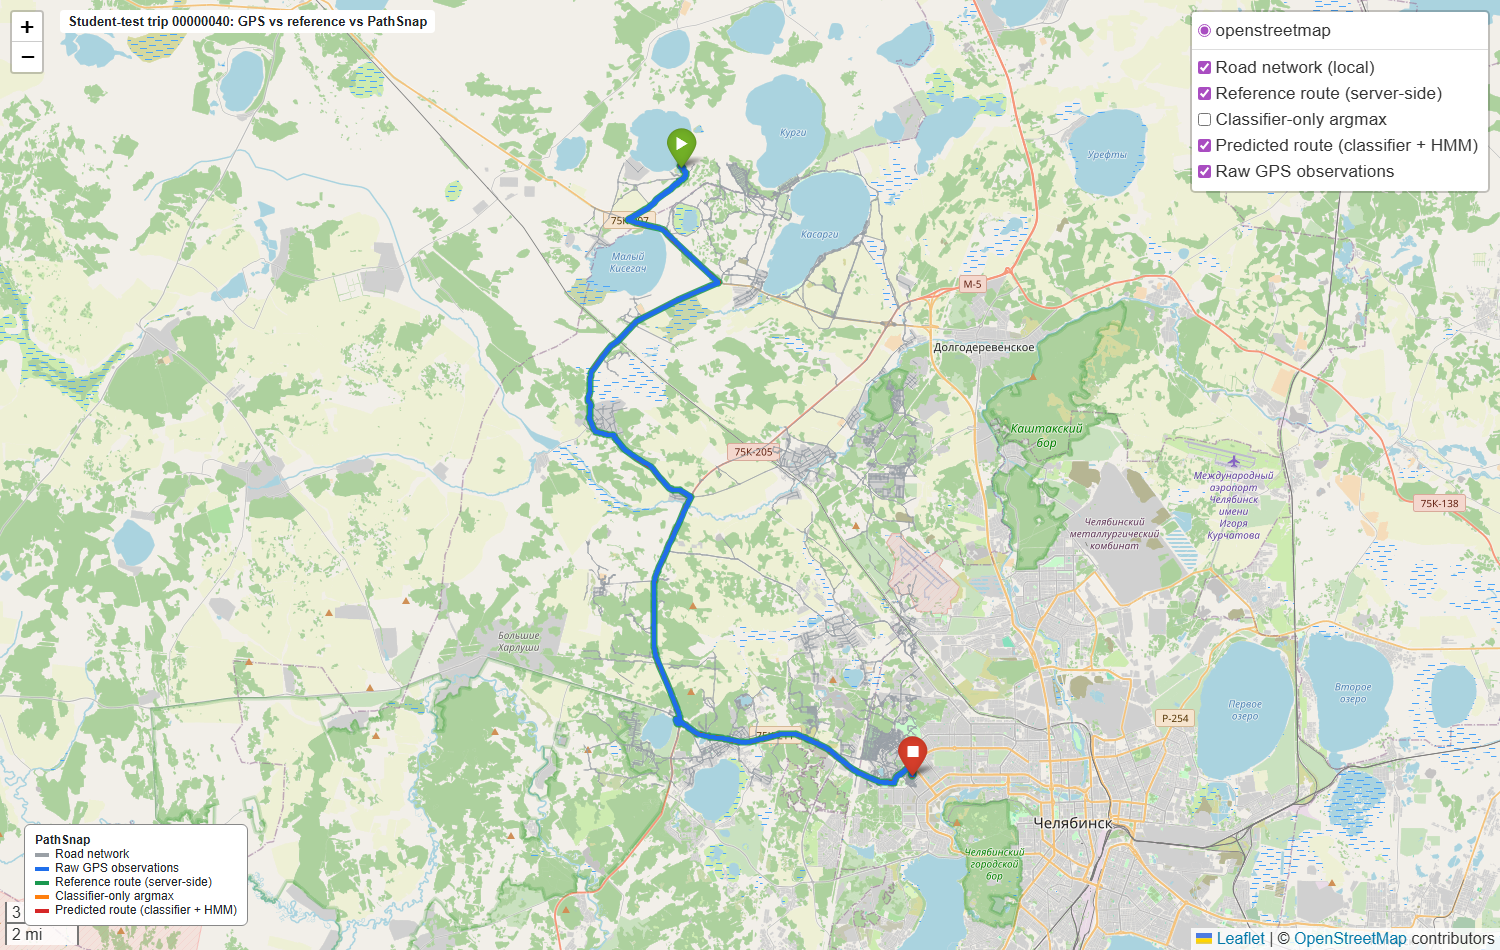 +
−
Student-test trip 00000040: GPS vs reference vs PathSnap
openstreetmap
Road network (local)
Reference route (server-side)
Classifier-only argmax
Predicted route (classifier + HMM)
Raw GPS observations
Курги
Урефты
Касарги
Малый
Кисегач
М-5
Долгодеревенское
Каштакский
бор
75К-205
Международный
аэропорт
Челябинск
имени
Игоря
Курчатова
75К-138
Челябинский
металлургический
комбинат
Большие
Харлуши
Первое
озеро
Второе
озеро
Р-254
Челябинск
Челябинский
городской
бор
PathSnap
Road network
Raw GPS observations
Reference route (server-side)
Classifier-only argmax
Predicted route (classifier + HMM)
3
2 mi
Leaflet | © OpenStreetMap contributors